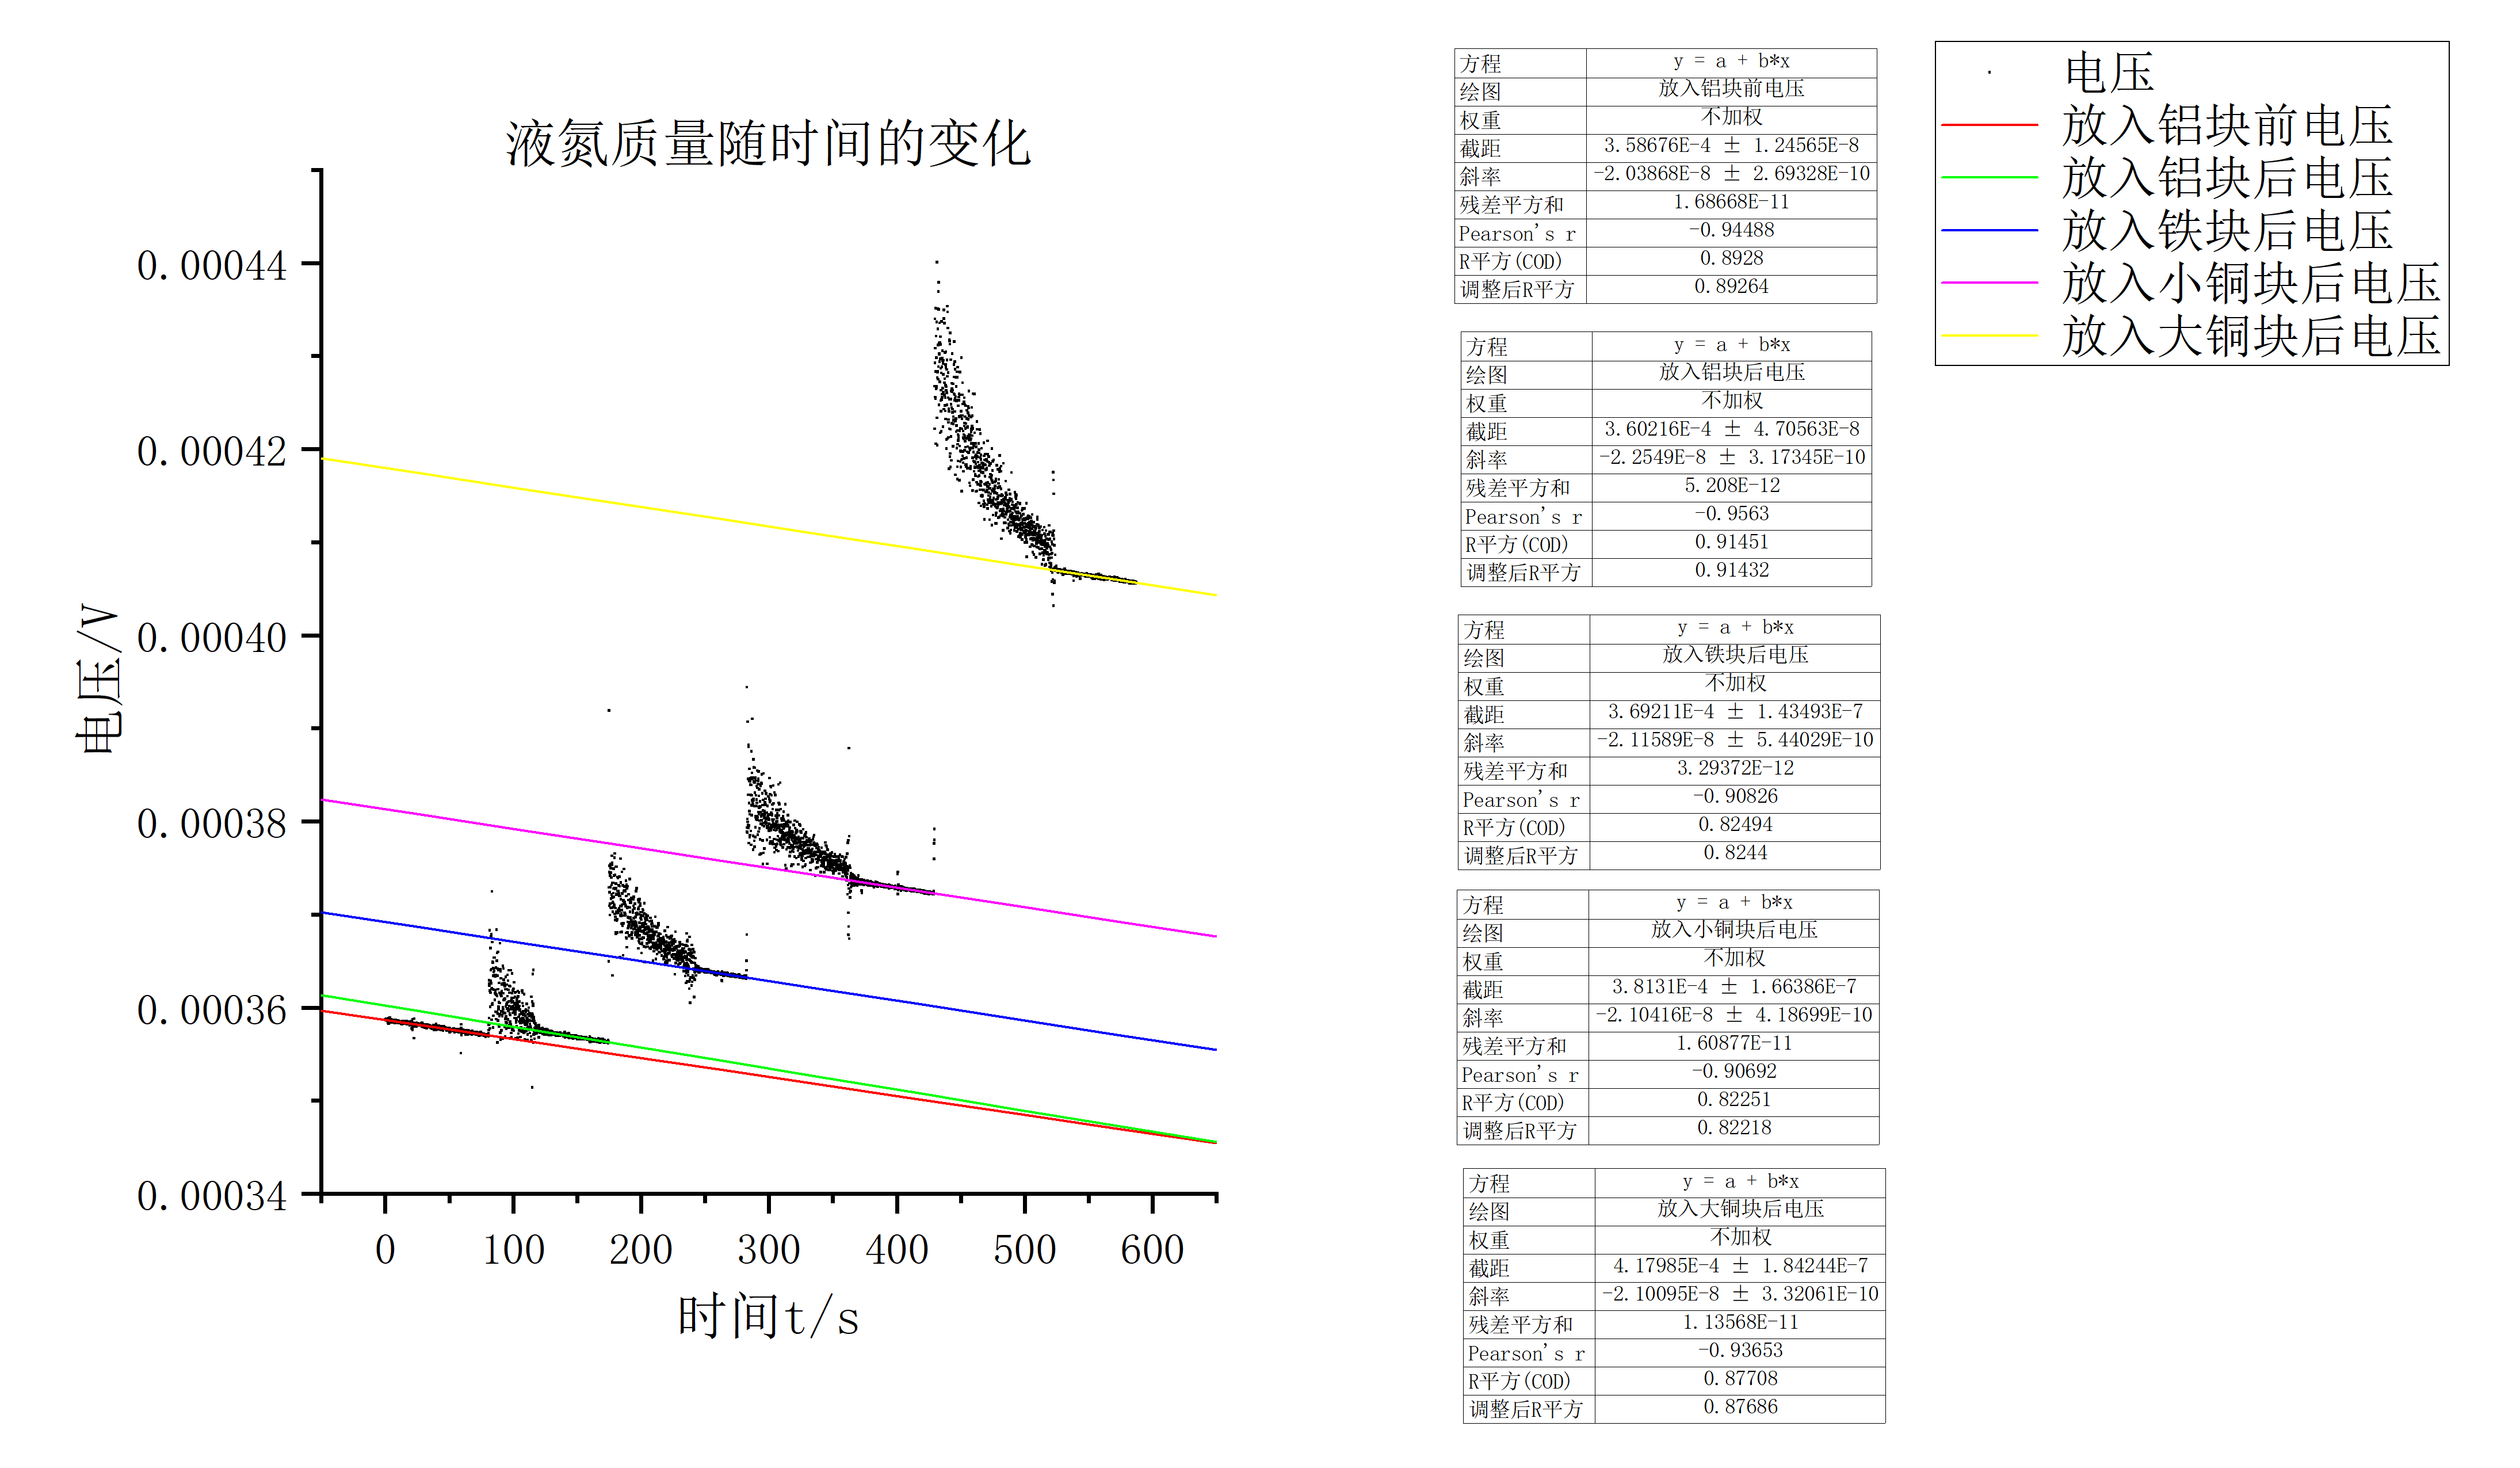 液氮质量随时间的变化
0.00044
0.00042
0.00040
0.00038
0.00036
0.00034
电压/V
0 100 200 300 400 500 600
时间t/s
方程 y = a + b*x
绘图 放入铝块前电压
权重 不加权
截距 3.58676E-4 ± 1.24565E-8
斜率 -2.03868E-8 ± 2.69328E-10
残差平方和 1.68668E-11
Pearson's r -0.94488
R平方(COD) 0.8928
调整后R平方 0.89264
方程 y = a + b*x
绘图 放入铝块后电压
权重 不加权
截距 3.60216E-4 ± 4.70563E-8
斜率 -2.2549E-8 ± 3.17345E-10
残差平方和 5.208E-12
Pearson's r -0.9563
R平方(COD) 0.91451
调整后R平方 0.91432
方程 y = a + b*x
绘图 放入铁块后电压
权重 不加权
截距 3.69211E-4 ± 1.43493E-7
斜率 -2.11589E-8 ± 5.44029E-10
残差平方和 3.29372E-12
Pearson's r -0.90826
R平方(COD) 0.82494
调整后R平方 0.8244
方程 y = a + b*x
绘图 放入小铜块后电压
权重 不加权
截距 3.8131E-4 ± 1.66386E-7
斜率 -2.10416E-8 ± 4.18699E-10
残差平方和 1.60877E-11
Pearson's r -0.90692
R平方(COD) 0.82251
调整后R平方 0.82218
方程 y = a + b*x
绘图 放入大铜块后电压
权重 不加权
截距 4.17985E-4 ± 1.84244E-7
斜率 -2.10095E-8 ± 3.32061E-10
残差平方和 1.13568E-11
Pearson's r -0.93653
R平方(COD) 0.87708
调整后R平方 0.87686
电压
放入铝块前电压
放入铝块后电压
放入铁块后电压
放入小铜块后电压
放入大铜块后电压